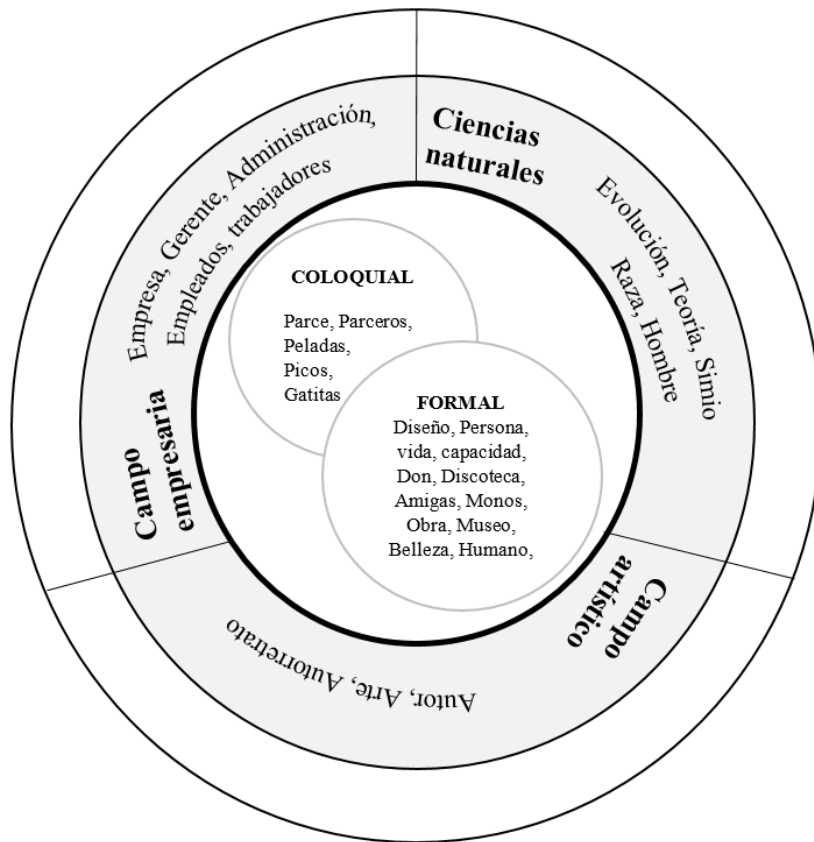 Ciencias
naturales
Evolución, Teoría, Simio
Raza, Hombre
Campo
artístico
Autor, Arte, Autorretrato
Campo
empresaria
Empresa, Gerente, Administración,
Empleados, trabajadores
COLOQUIAL
Parce, Parceros,
Peladas,
Picos,
Gatitas
FORMAL
Diseño, Persona,
vida, capacidad,
Don, Discoteca,
Amigas, Monos,
Obra, Museo,
Belleza, Humano,